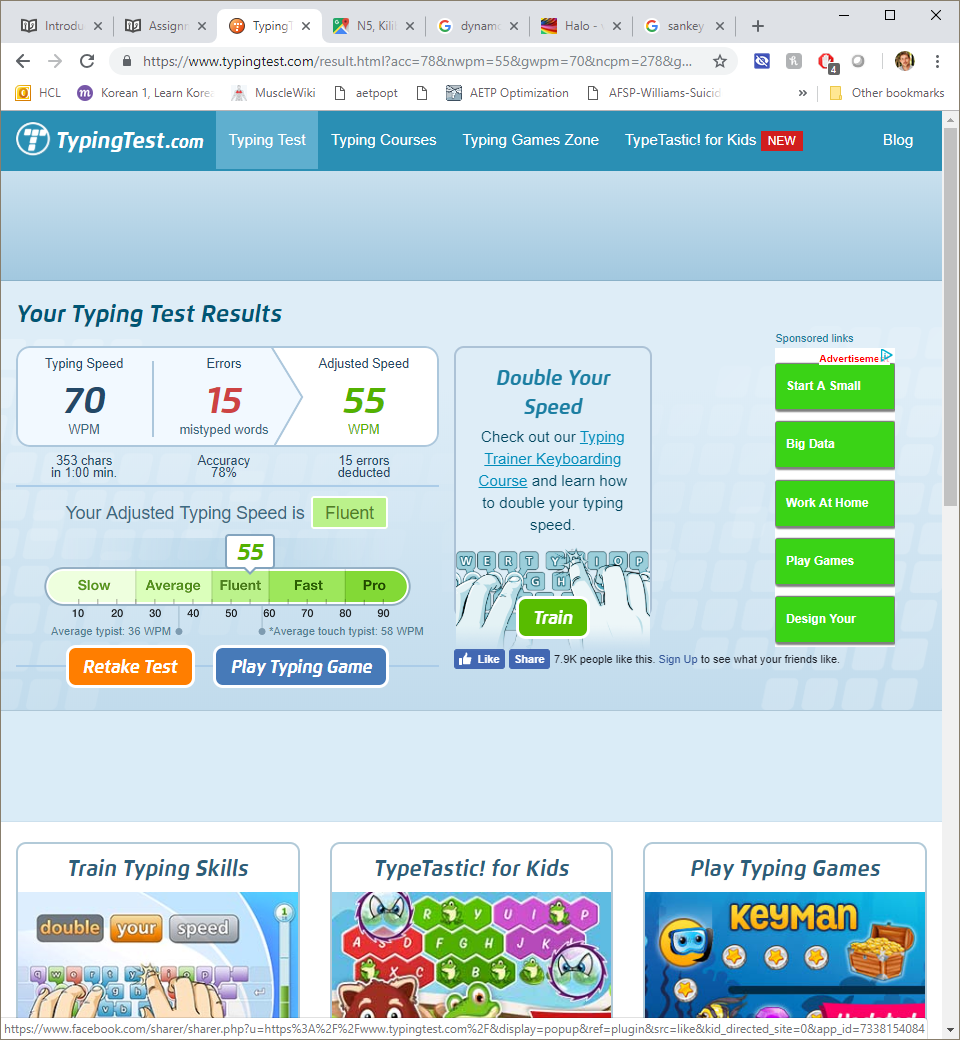 Introdu
Assignn
TypingT
N5, Kilif
dynamo
Halo - v
sankey
https://www.typingtest.com/result.html?acc=78&nwpm=55&gwpm=70&ncpm=278&g...
4
HCL
Korean 1, Learn Korea
MuscleWiki
aetpopt
AETP Optimization
AFSP-Williams-Suicid
»
Other bookmarks
TypingTest.com
Typing Test
Typing Courses
Typing Games Zone
TypeTastic! for Kids NEW
Blog
Your Typing Test Results
Typing Speed
70
WPM
353 chars
in 1:00 min.
Errors
15
mistyped words
Accuracy
78%
Adjusted Speed
55
WPM
15 errors
deducted
Your Adjusted Typing Speed is Fluent
55
Slow Average Fluent Fast Pro
10 20 30 40 50 60 70 80 90
Average typist: 36 WPM *Average touch typist: 58 WPM
Retake Test
Play Typing Game
Double Your
Speed
Check out our Typing
Trainer Keyboarding
Course and learn how
to double your typing
speed.
W E R T Y I O P
G H
Train
Like Share 7.9K people like this. Sign Up to see what your friends like.
Sponsored links
Advertiseme
Start A Small
Big Data
Work At Home
Play Games
Design Your
Train Typing Skills
double your speed
1
TypeTastic! for Kids
R Y U I P
A S D F G H J K
X C B
Play Typing Games
KEYMAN
Updated
https://www.facebook.com/sharer/sharer.php?u=https%3A%2F%2Fwww.typingtest.com%2F&display=popup&ref=plugin&src=like&kid_directed_site=0&app_id=7338154084